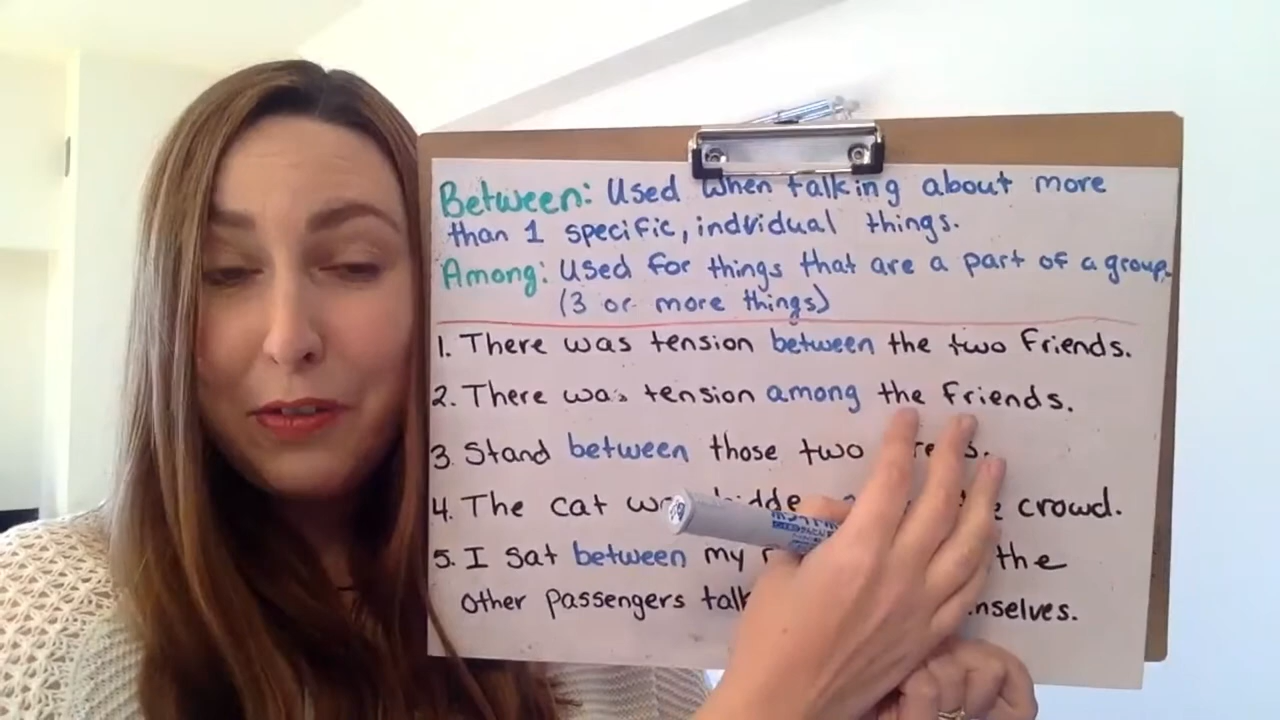 Between: Used when talking about more
than 1 specific, indvidual things.
Among: Used for things that are a part of a group.
(3 or more things)
1. There was tension between the two friends.
2. There was tension among the friends.
3. Stand between those two
4. The cat crowd.
5. I sat between my the
other passengers